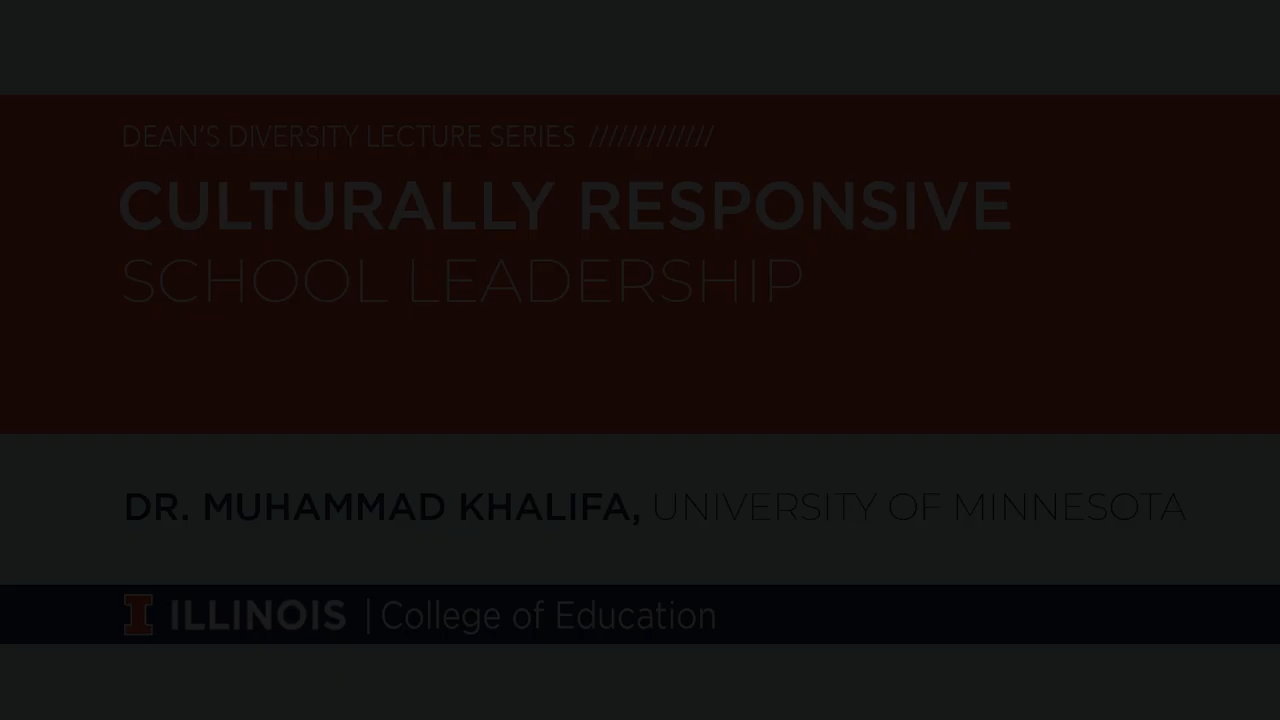 DEAN'S DIVERSITY LECTURE SERIES /////////////
CULTURALLY RESPONSIVE
SCHOOL LEADERSHIP
DR. MUHAMMAD KHALIFA, UNIVERSITY OF MINNESOTA
I ILLINOIS | College of Education